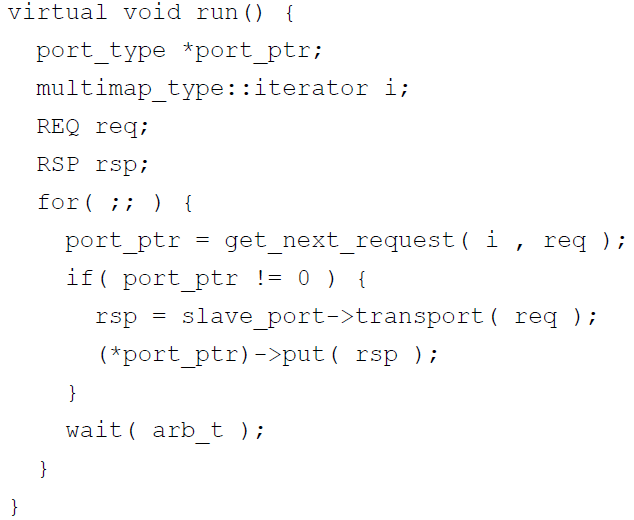 virtual void run() {
  port_type *port_ptr;
  multimap_type::iterator i;
  REQ req;
  RSP rsp;
  for( ;; ) {
    port_ptr = get_next_request( i , req );
    if( port_ptr != 0 ) {
      rsp = slave_port->transport( req );
      (*port_ptr)->put( rsp );
    }
    wait( arb_t );
  }
}